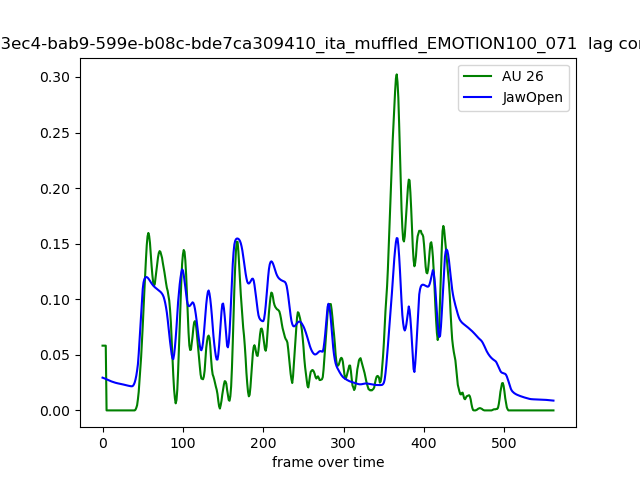 3ec4-bab9-599e-b08c-bde7ca309410_ita_muffled_EMOTION100_071 lag
AU 26
JawOpen
0.30
0.25
0.20
0.15
0.10
0.05
0.00
0 100 200 300 400 500
frame over time